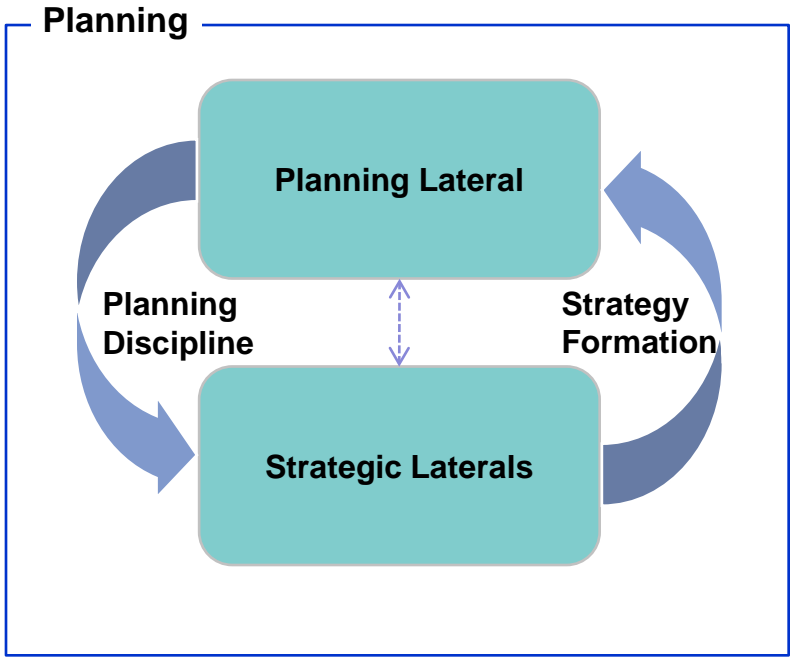 Planning
Planning Lateral
Planning
Discipline
Strategy
Formation
Strategic Laterals